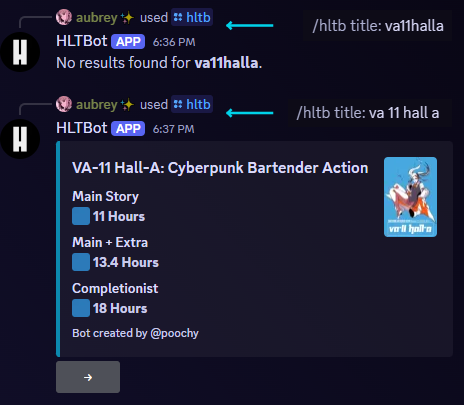 aubrey✨ used hltb
/hltb title: va11halla
HLTBot APP 6:36 PM
No results found for va11halla.
aubrey✨ used hltb
/hltb title: va 11 hall a
HLTBot APP 6:37 PM
VA-11 Hall-A: Cyberpunk Bartender Action
Main Story
11 Hours
Main + Extra
13.4 Hours
Completionist
18 Hours
Bot created by @poochy
va-11 hall-a
H
H